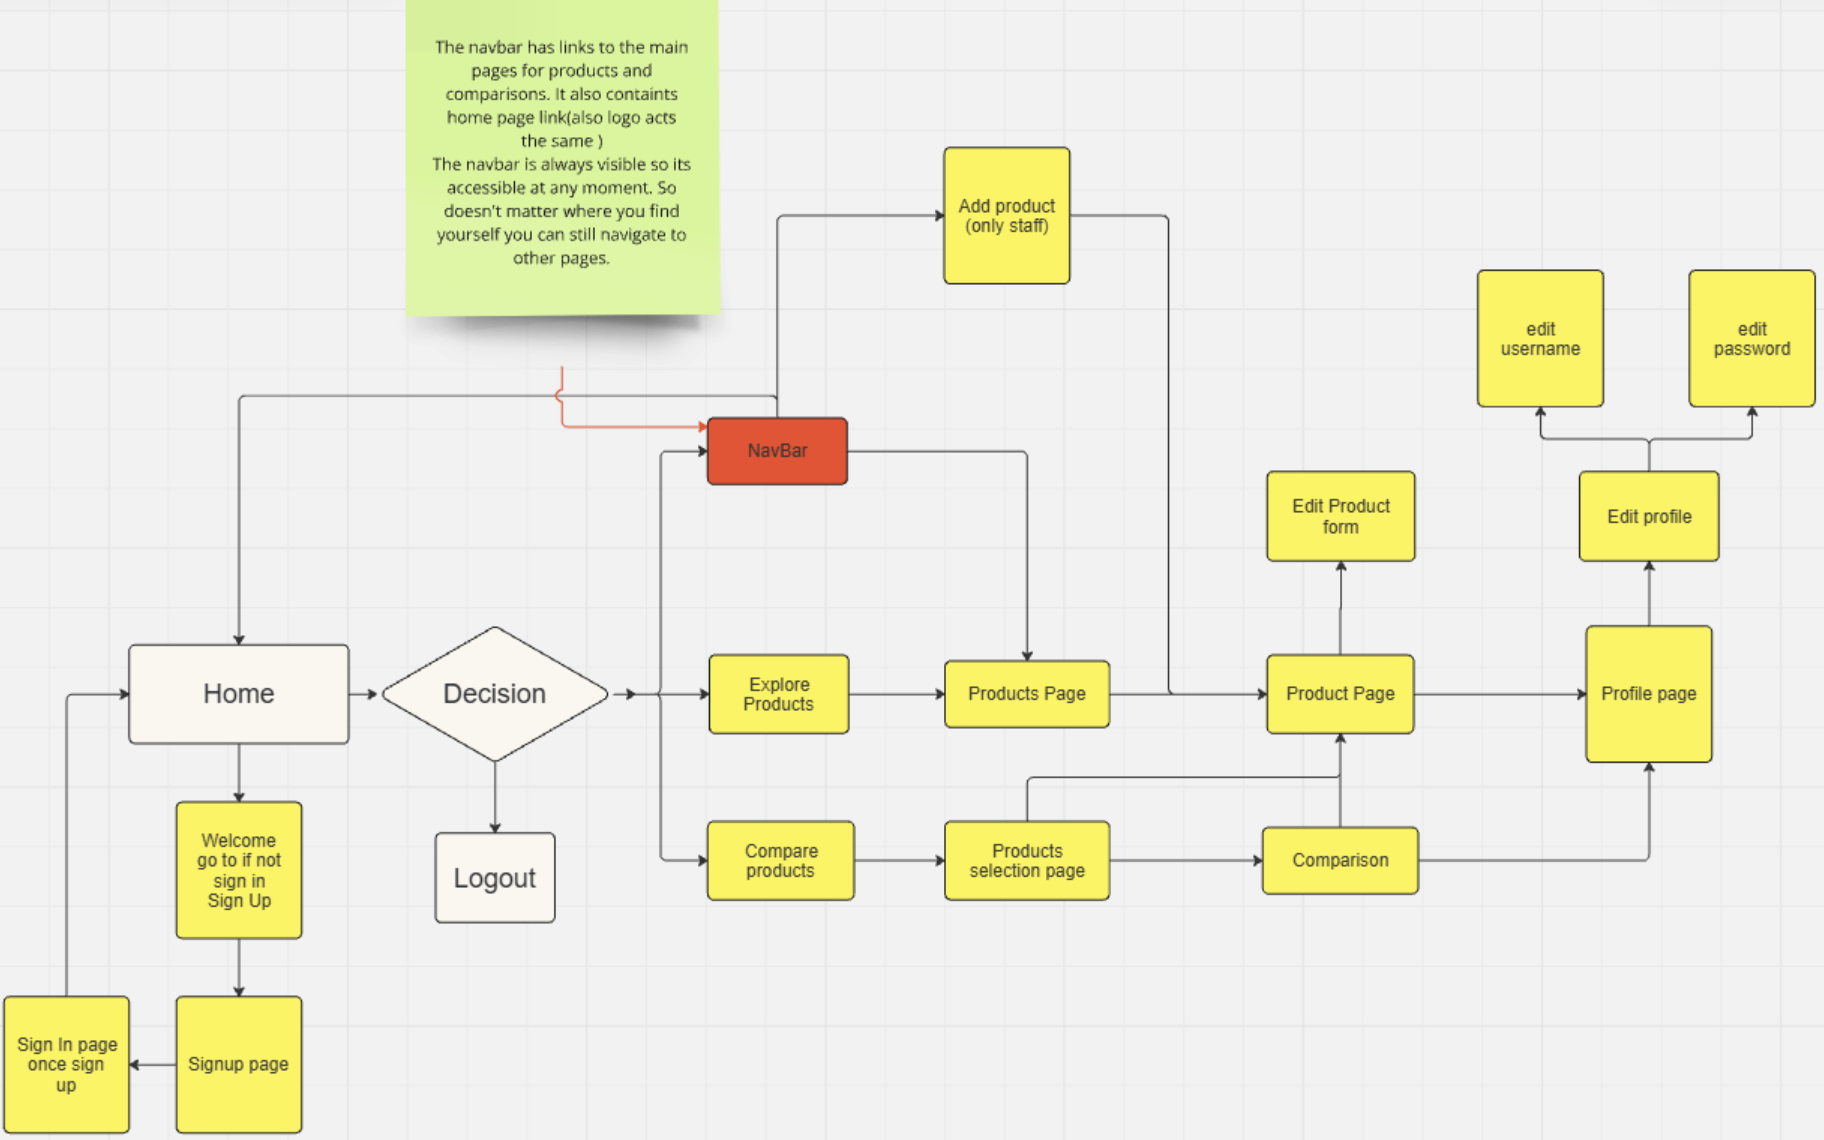 The navbar has links to the main
pages for products and
comparisons. It also containts
home page link(also logo acts
the same )
The navbar is always visible so its
accessible at any moment. So
doesn't matter where you find
yourself you can still navigate to
other pages.
Add product
(only staff)
edit
username
edit
password
NavBar
Edit Product
form
Edit profile
Home
Decision
Explore
Products
Products Page
Product Page
Profile page
Welcome
go to if not
sign in
Sign Up
Logout
Compare
products
Products
selection page
Comparison
Sign In page
once sign
up
Signup page